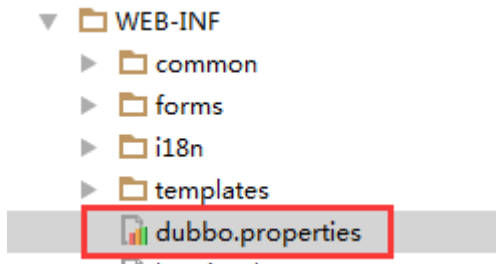 WEB-INF
common
forms
i18n
templates
dubbo.properties